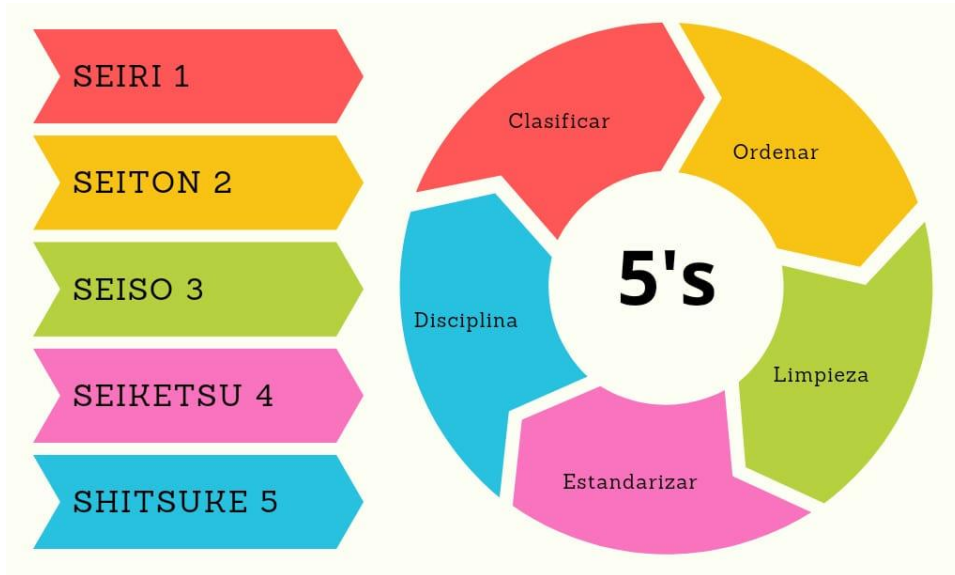 SEIRI 1
SEITON 2
SEISO 3
SEIKETSU 4
SHITSUKE 5
Clasificar
Ordenar
Limpieza
Estandarizar
Disciplina
5's